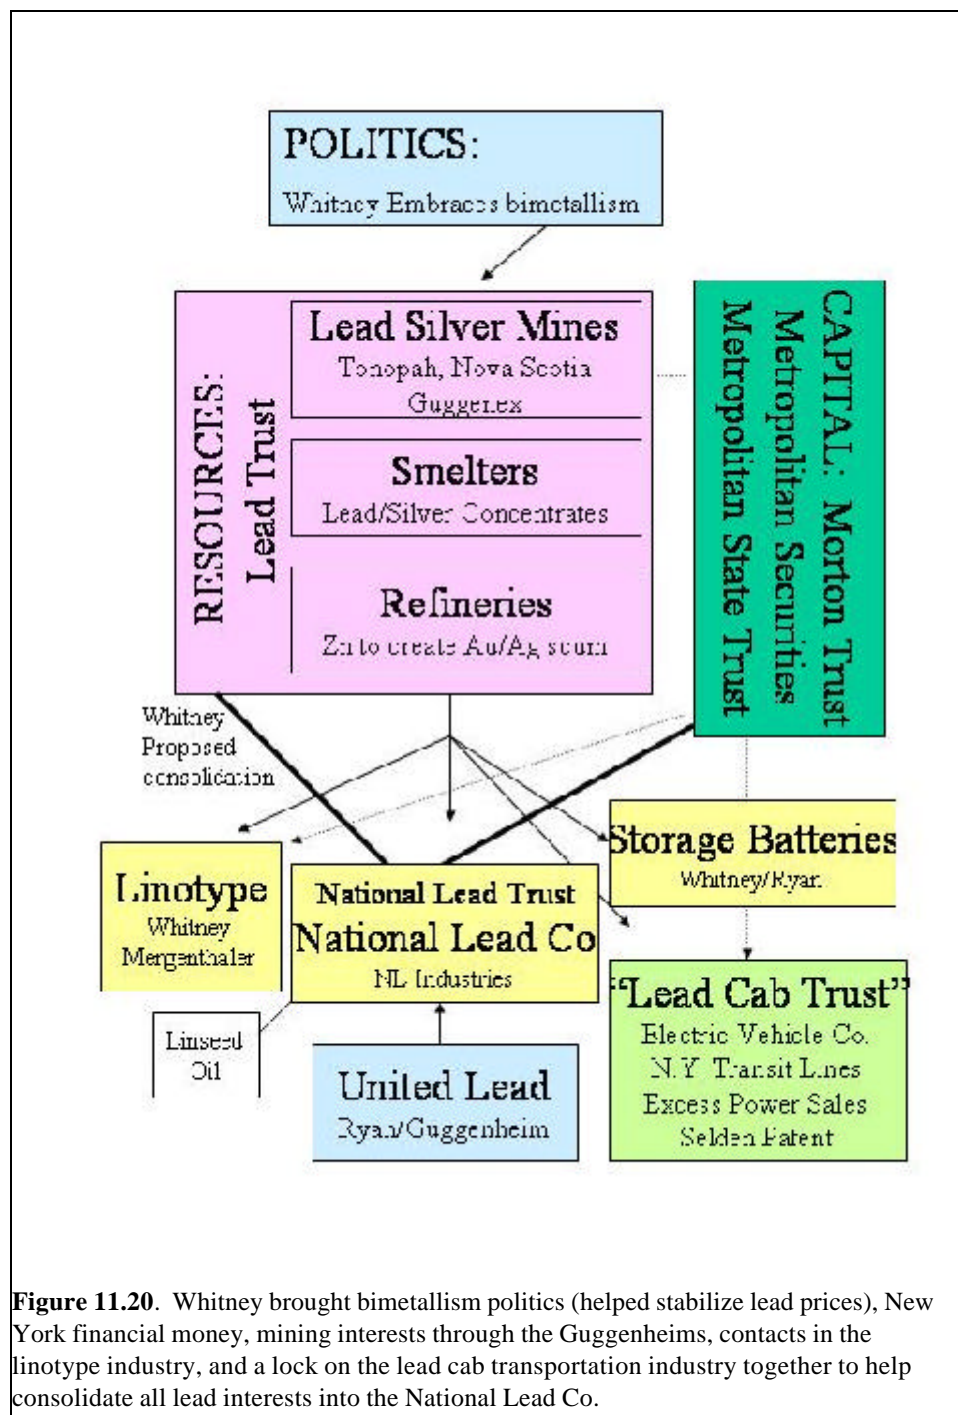 POLITICS:
Whitney Embraces bimetallism
RESOURCES:
Lead Trust
Lead Silver Mines
Tonopah, Nova Scotia
Guggenex
Smelters
Lead/Silver Concentrates
Refineries
Zn to create Au/Ag scum
CAPITAL: Morton Trust
Metropolitan Securities
Metropolitan State Trust
Whitney
Proposed
consolidation
Linotype
Whitney
Mergenthaler
National Lead Trust
National Lead Co
NL Industries
Storage Batteries
Whitney/Ryan
Linseed
Oil
United Lead
Ryan/Guggenheim
"Lead Cab Trust"
Electric Vehicle Co.
N.Y. Transit Lines
Excess Power Sales
Selden Patent
Figure 11.20. Whitney brought bimetallism politics (helped stabilize lead prices), New
York financial money, mining interests through the Guggenheims, contacts in the
linotype industry, and a lock on the lead cab transportation industry together to help
consolidate all lead interests into the National Lead Co.